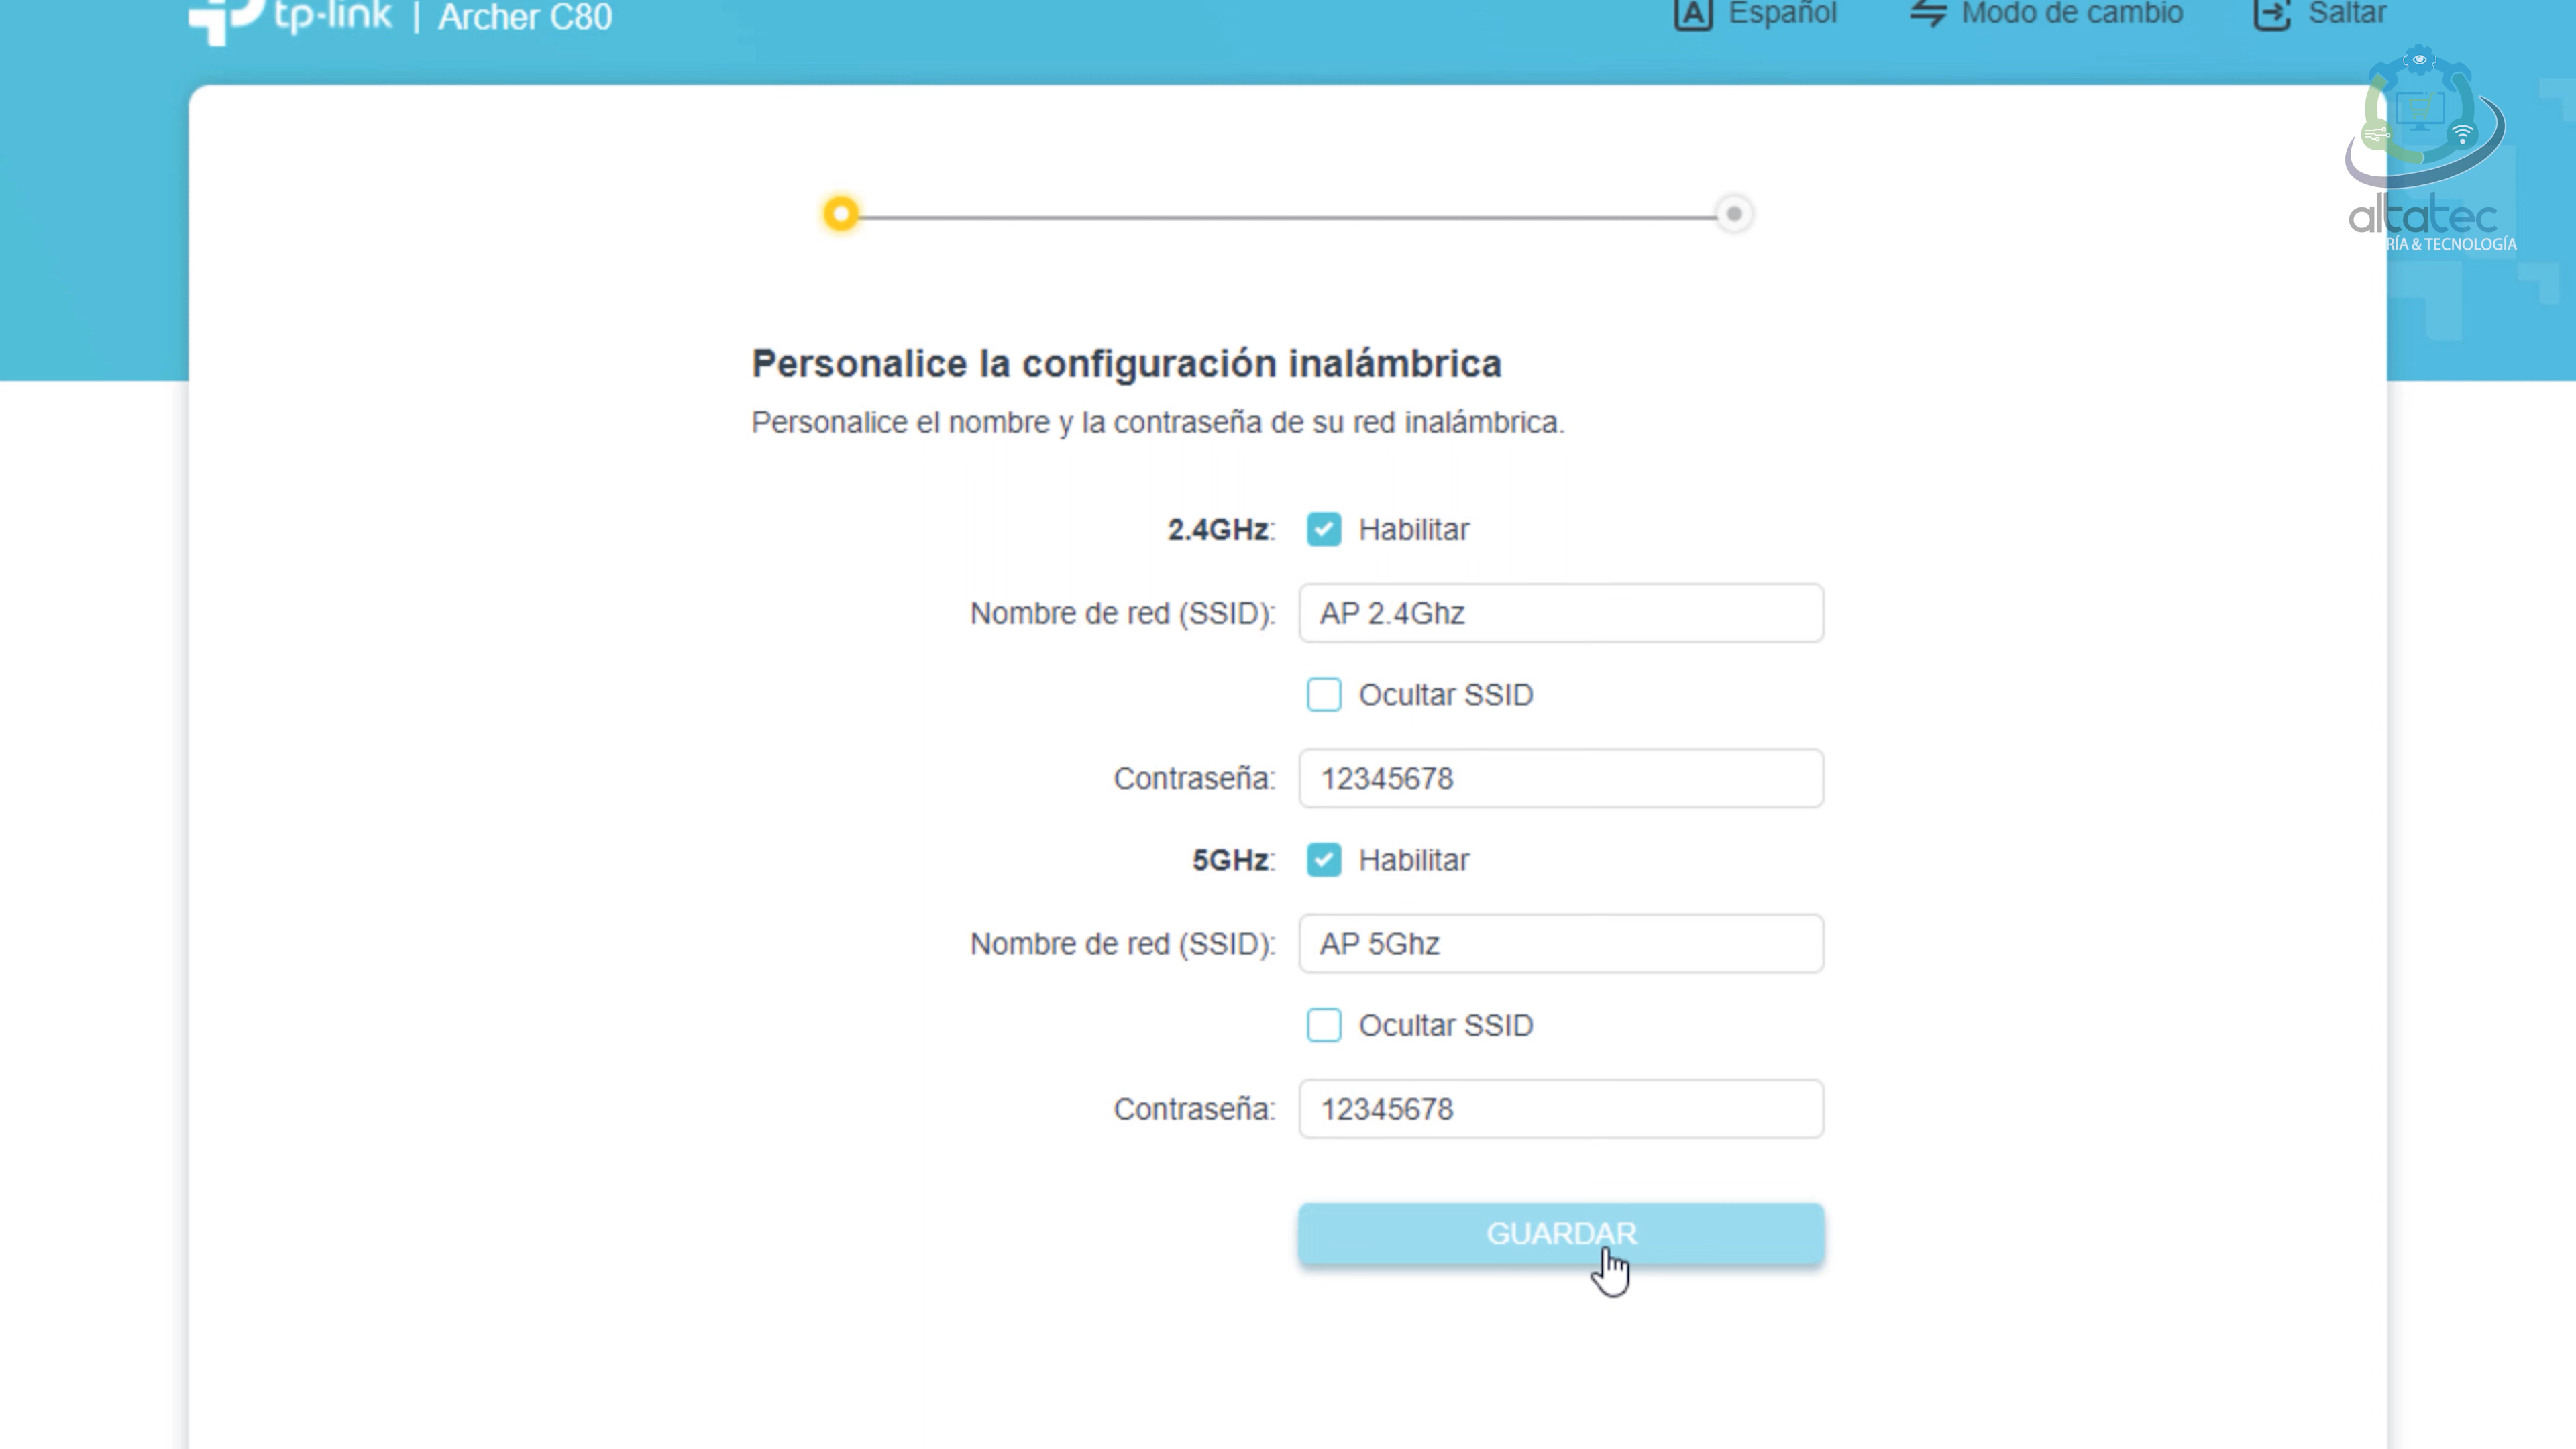 tp-link | Archer C80
Español
Modo de cambio
Saltar
altatec
RÍA & TECNOLOGÍA
Personalice la configuración inalámbrica
Personalice el nombre y la contraseña de su red inalámbrica.
2.4GHz: Habilitar
Nombre de red (SSID): AP 2.4Ghz
Ocultar SSID
Contraseña: 12345678
5GHz: Habilitar
Nombre de red (SSID): AP 5Ghz
Ocultar SSID
Contraseña: 12345678
GUARDAR